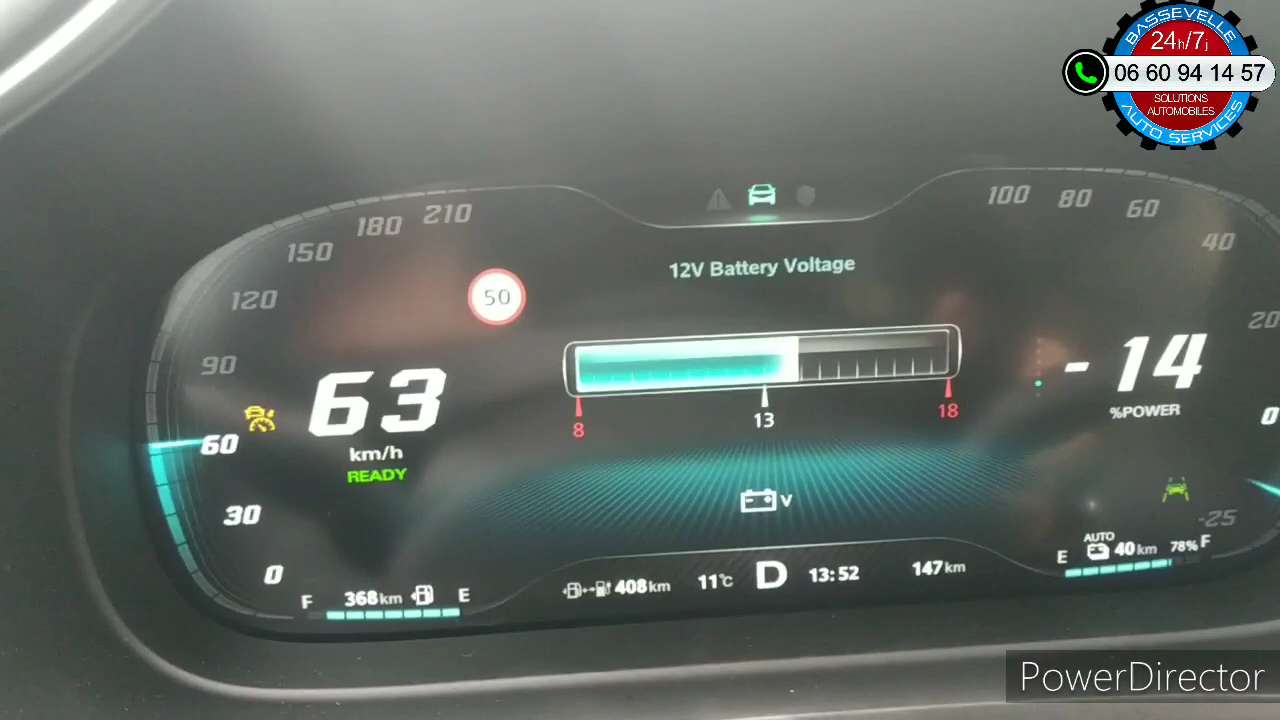 BASSEVELLE
24h/7j
06 60 94 14 57
SOLUTIONS
AUTOMOBILES
AUTO SERVICES
210
180
150
120
90
60
30
0
50
63
km/h
READY
12V Battery Voltage
8
13
18
V
100
80
60
40
20
0
-25
- 14
%POWER
F 368km E
408km 11°C D 13:52 147km
AUTO
E 40km 78% F
PowerDirector